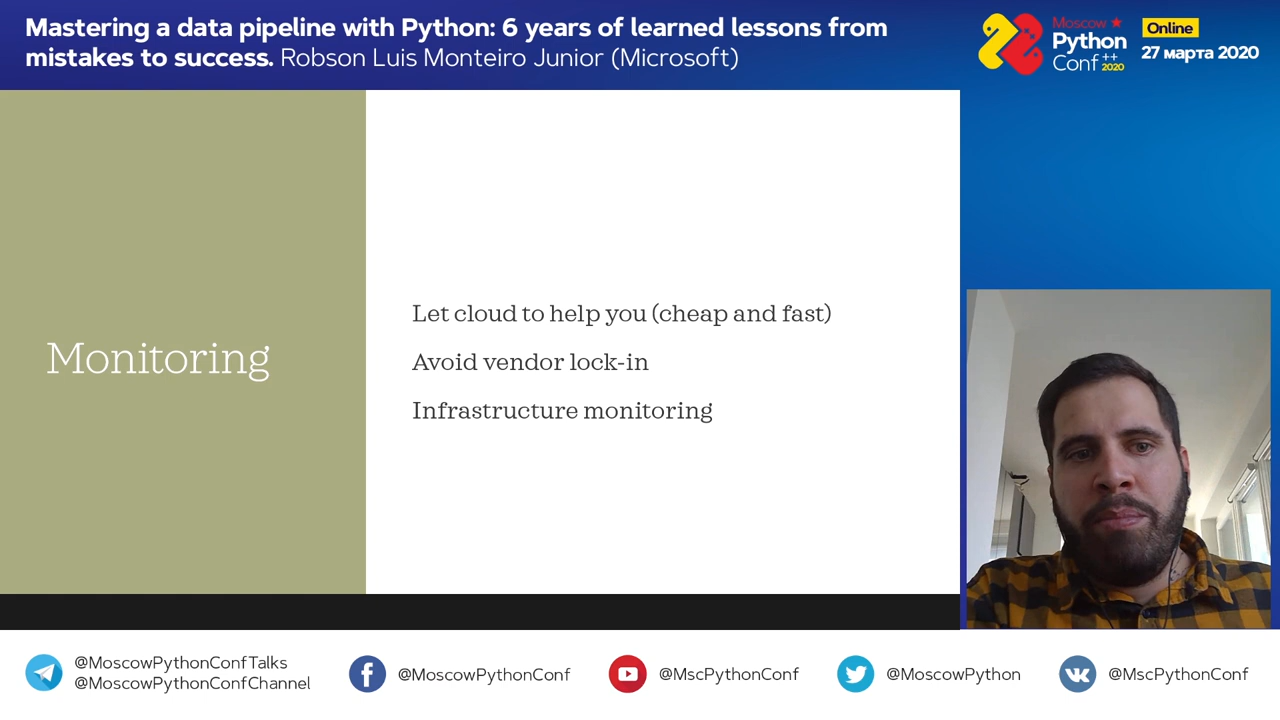 Mastering a data pipeline with Python: 6 years of learned lessons from
mistakes to success. Robson Luis Monteiro Junior (Microsoft)
Moscow
Python
Conf ++
2020
Online
27 марта 2020
Monitoring
Let cloud to help you (cheap and fast)
Avoid vendor lock-in
Infrastructure monitoring
@MoscowPythonConfTalks
@MoscowPythonConfChannel
@MoscowPythonConf
@MscPythonConf
@MoscowPython
@MscPythonConf